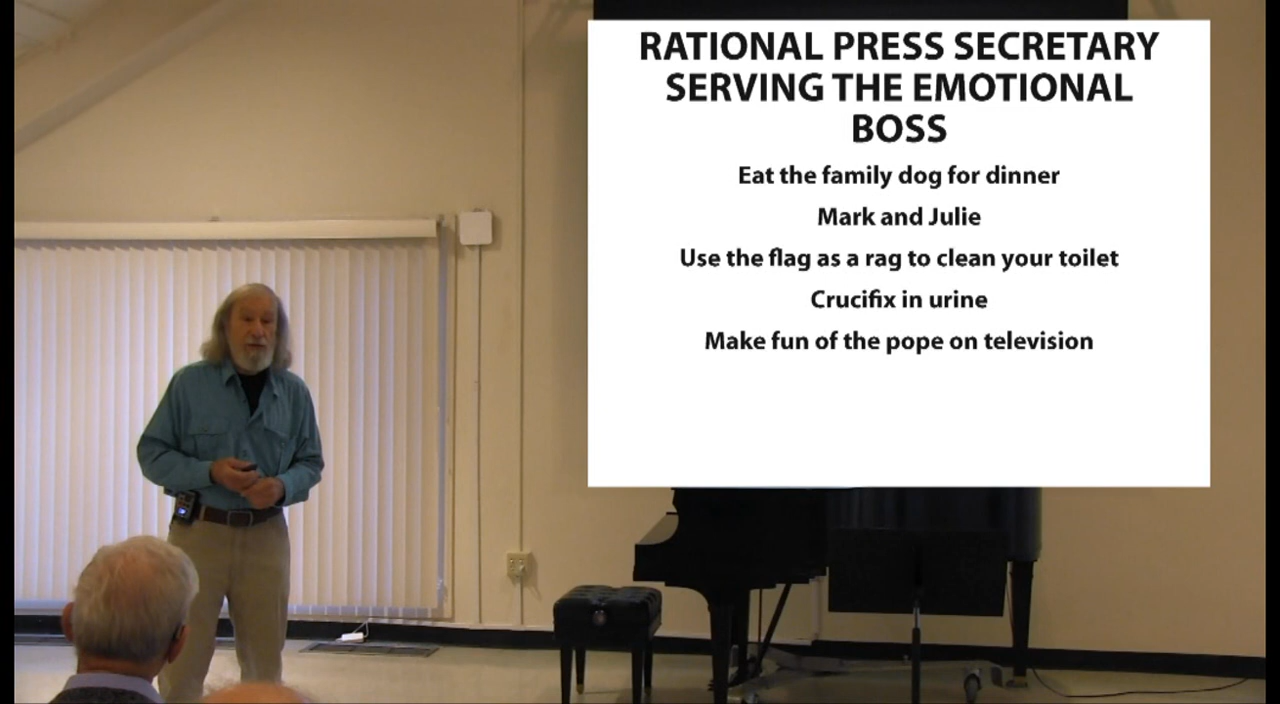 RATIONAL PRESS SECRETARY
SERVING THE EMOTIONAL
BOSS
Eat the family dog for dinner
Mark and Julie
Use the flag as a rag to clean your toilet
Crucifix in urine
Make fun of the pope on television